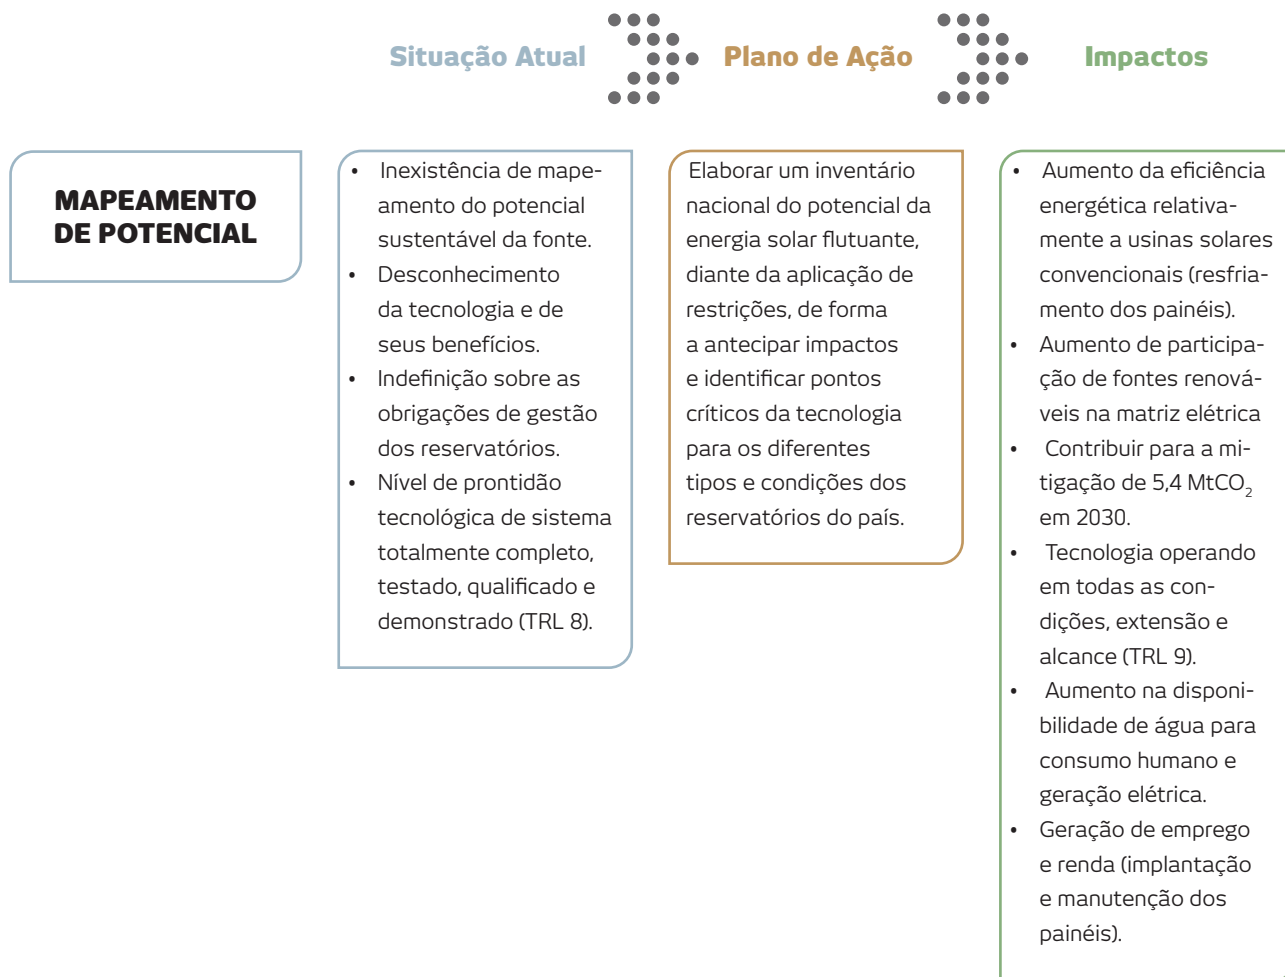 Situação Atual
Plano de Ação
Impactos
MAPEAMENTO
DE POTENCIAL
• Inexistência de mape-
amento do potencial
sustentável da fonte.
• Desconhecimento
da tecnologia e de
seus benefícios.
• Indefinição sobre as
obrigações de gestão
dos reservatórios.
• Nível de prontidão
tecnológica de sistema
totalmente completo,
testado, qualificado e
demonstrado (TRL 8).
Elaborar um inventário
nacional do potencial da
energia solar flutuante,
diante da aplicação de
restrições, de forma
a antecipar impactos
e identificar pontos
críticos da tecnologia
para os diferentes
tipos e condições dos
reservatórios do país.
• Aumento da eficiência
energética relativa-
mente a usinas solares
convencionais (resfria-
mento dos painéis).
• Aumento de participa-
ção de fontes renová-
veis na matriz elétrica
• Contribuir para a mi-
tigação de 5,4 MtCO₂
em 2030.
• Tecnologia operando
em todas as con-
dições, extensão e
alcance (TRL 9).
• Aumento na disponi-
bilidade de água para
consumo humano e
geração elétrica.
• Geração de emprego
e renda (implantação
e manutenção dos
painéis).